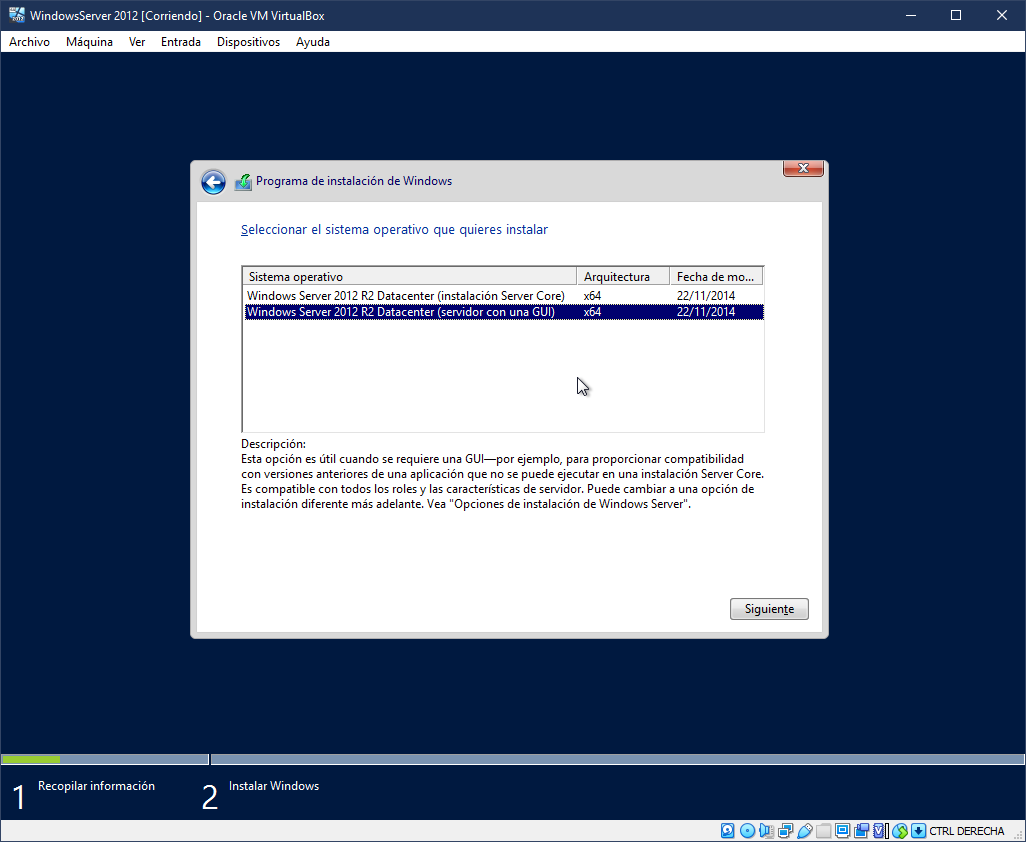 WindowsServer 2012 [Corriendo] - Oracle VM VirtualBox
Archivo Máquina Ver Entrada Dispositivos Ayuda
Programa de instalación de Windows
Seleccionar el sistema operativo que quieres instalar
Sistema operativo Arquitectura Fecha de mo...
Windows Server 2012 R2 Datacenter (instalación Server Core) x64 22/11/2014
Windows Server 2012 R2 Datacenter (servidor con una GUI) x64 22/11/2014
Descripción:
Esta opción es útil cuando se requiere una GUI—por ejemplo, para proporcionar compatibilidad
con versiones anteriores de una aplicación que no se puede ejecutar en una instalación Server Core.
Es compatible con todos los roles y las características de servidor. Puede cambiar a una opción de
instalación diferente más adelante. Vea "Opciones de instalación de Windows Server".
Siguiente
1 Recopilar información 2 Instalar Windows
CTRL DERECHA